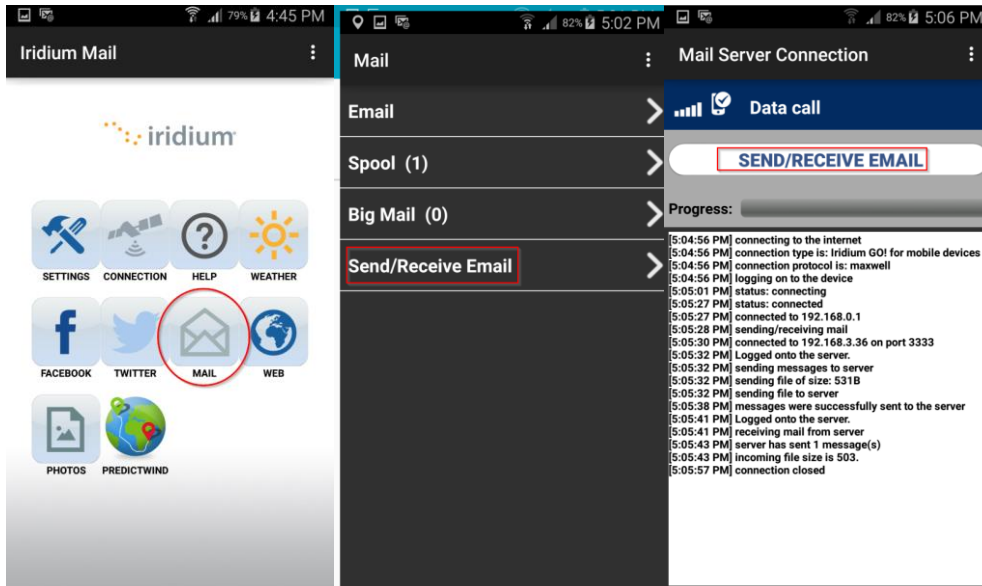 79% 4:45 PM
Iridium Mail
iridium
SETTINGS CONNECTION HELP WEATHER
FACEBOOK TWITTER MAIL WEB
PHOTOS PREDICTWIND
82% 5:02 PM
Mail
Email
Spool (1)
Big Mail (0)
Send/Receive Email
82% 5:06 PM
Mail Server Connection
Data call
SEND/RECEIVE EMAIL
Progress:
[5:04:56 PM] connecting to the internet
[5:04:56 PM] connection type is: Iridium GO! for mobile devices
[5:04:56 PM] connection protocol is: maxwell
[5:04:56 PM] logging on to the device
[5:05:01 PM] status: connecting
[5:05:27 PM] status: connected
[5:05:27 PM] connected to 192.168.0.1
[5:05:28 PM] sending/receiving mail
[5:05:30 PM] connected to 192.168.3.36 on port 3333
[5:05:32 PM] Logged onto the server.
[5:05:32 PM] sending messages to server
[5:05:32 PM] sending file of size: 531B
[5:05:32 PM] sending file to server
[5:05:38 PM] messages were successfully sent to the server
[5:05:41 PM] Logged onto the server.
[5:05:41 PM] receiving mail from server
[5:05:43 PM] server has sent 1 message(s)
[5:05:43 PM] incoming file size is 503.
[5:05:57 PM] connection closed